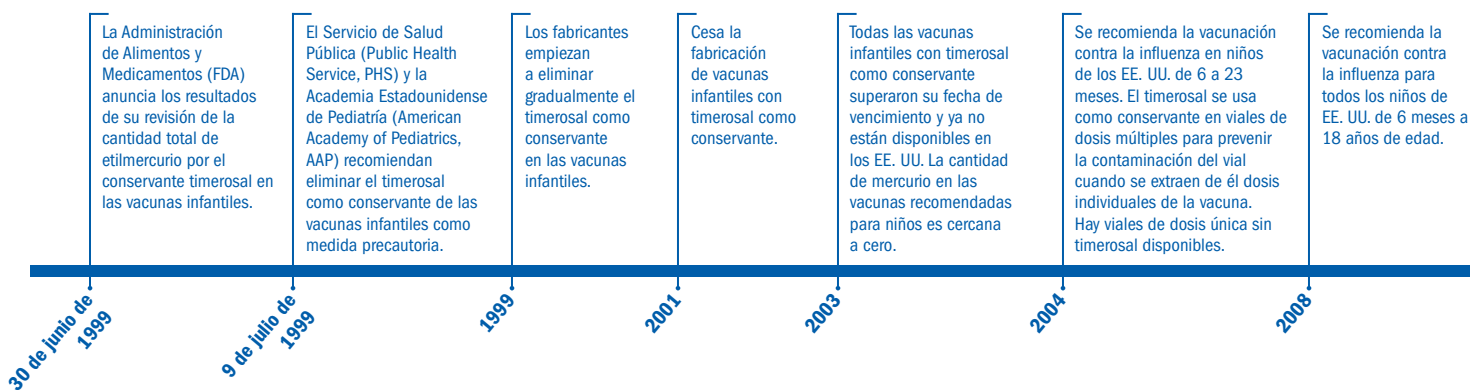 La Administración
de Alimentos y
Medicamentos (FDA)
anuncia los resultados
de su revisión de la
cantidad total de
etilmercurio por el
conservante timerosal en
las vacunas infantiles.
30 de junio de
1999
El Servicio de Salud
Pública (Public Health
Service, PHS) y la
Academia Estadounidense
de Pediatría (American
Academy of Pediatrics,
AAP) recomiendan
eliminar el timerosal
como conservante de las
vacunas infantiles como
medida precautoria.
9 de julio de
1999
Los fabricantes
empiezan
a eliminar
gradualmente el
timerosal como
conservante
en las vacunas
infantiles.
1999
Cesa la
fabricación
de vacunas
infantiles con
timerosal como
conservante.
2001
Todas las vacunas
infantiles con timerosal
como conservante
superaron su fecha de
vencimiento y ya no
están disponibles en
los EE. UU. La cantidad
de mercurio en las
vacunas recomendadas
para niños es cercana
a cero.
2003
Se recomienda la vacunación
contra la influenza en niños
de los EE. UU. de 6 a 23
meses. El timerosal se usa
como conservante en viales de
dosis múltiples para prevenir
la contaminación del vial
cuando se extraen de él dosis
individuales de la vacuna.
Hay viales de dosis única sin
timerosal disponibles.
2004
Se recomienda la
vacunación contra
la influenza para
todos los niños de
EE. UU. de 6 meses a
18 años de edad.
2008